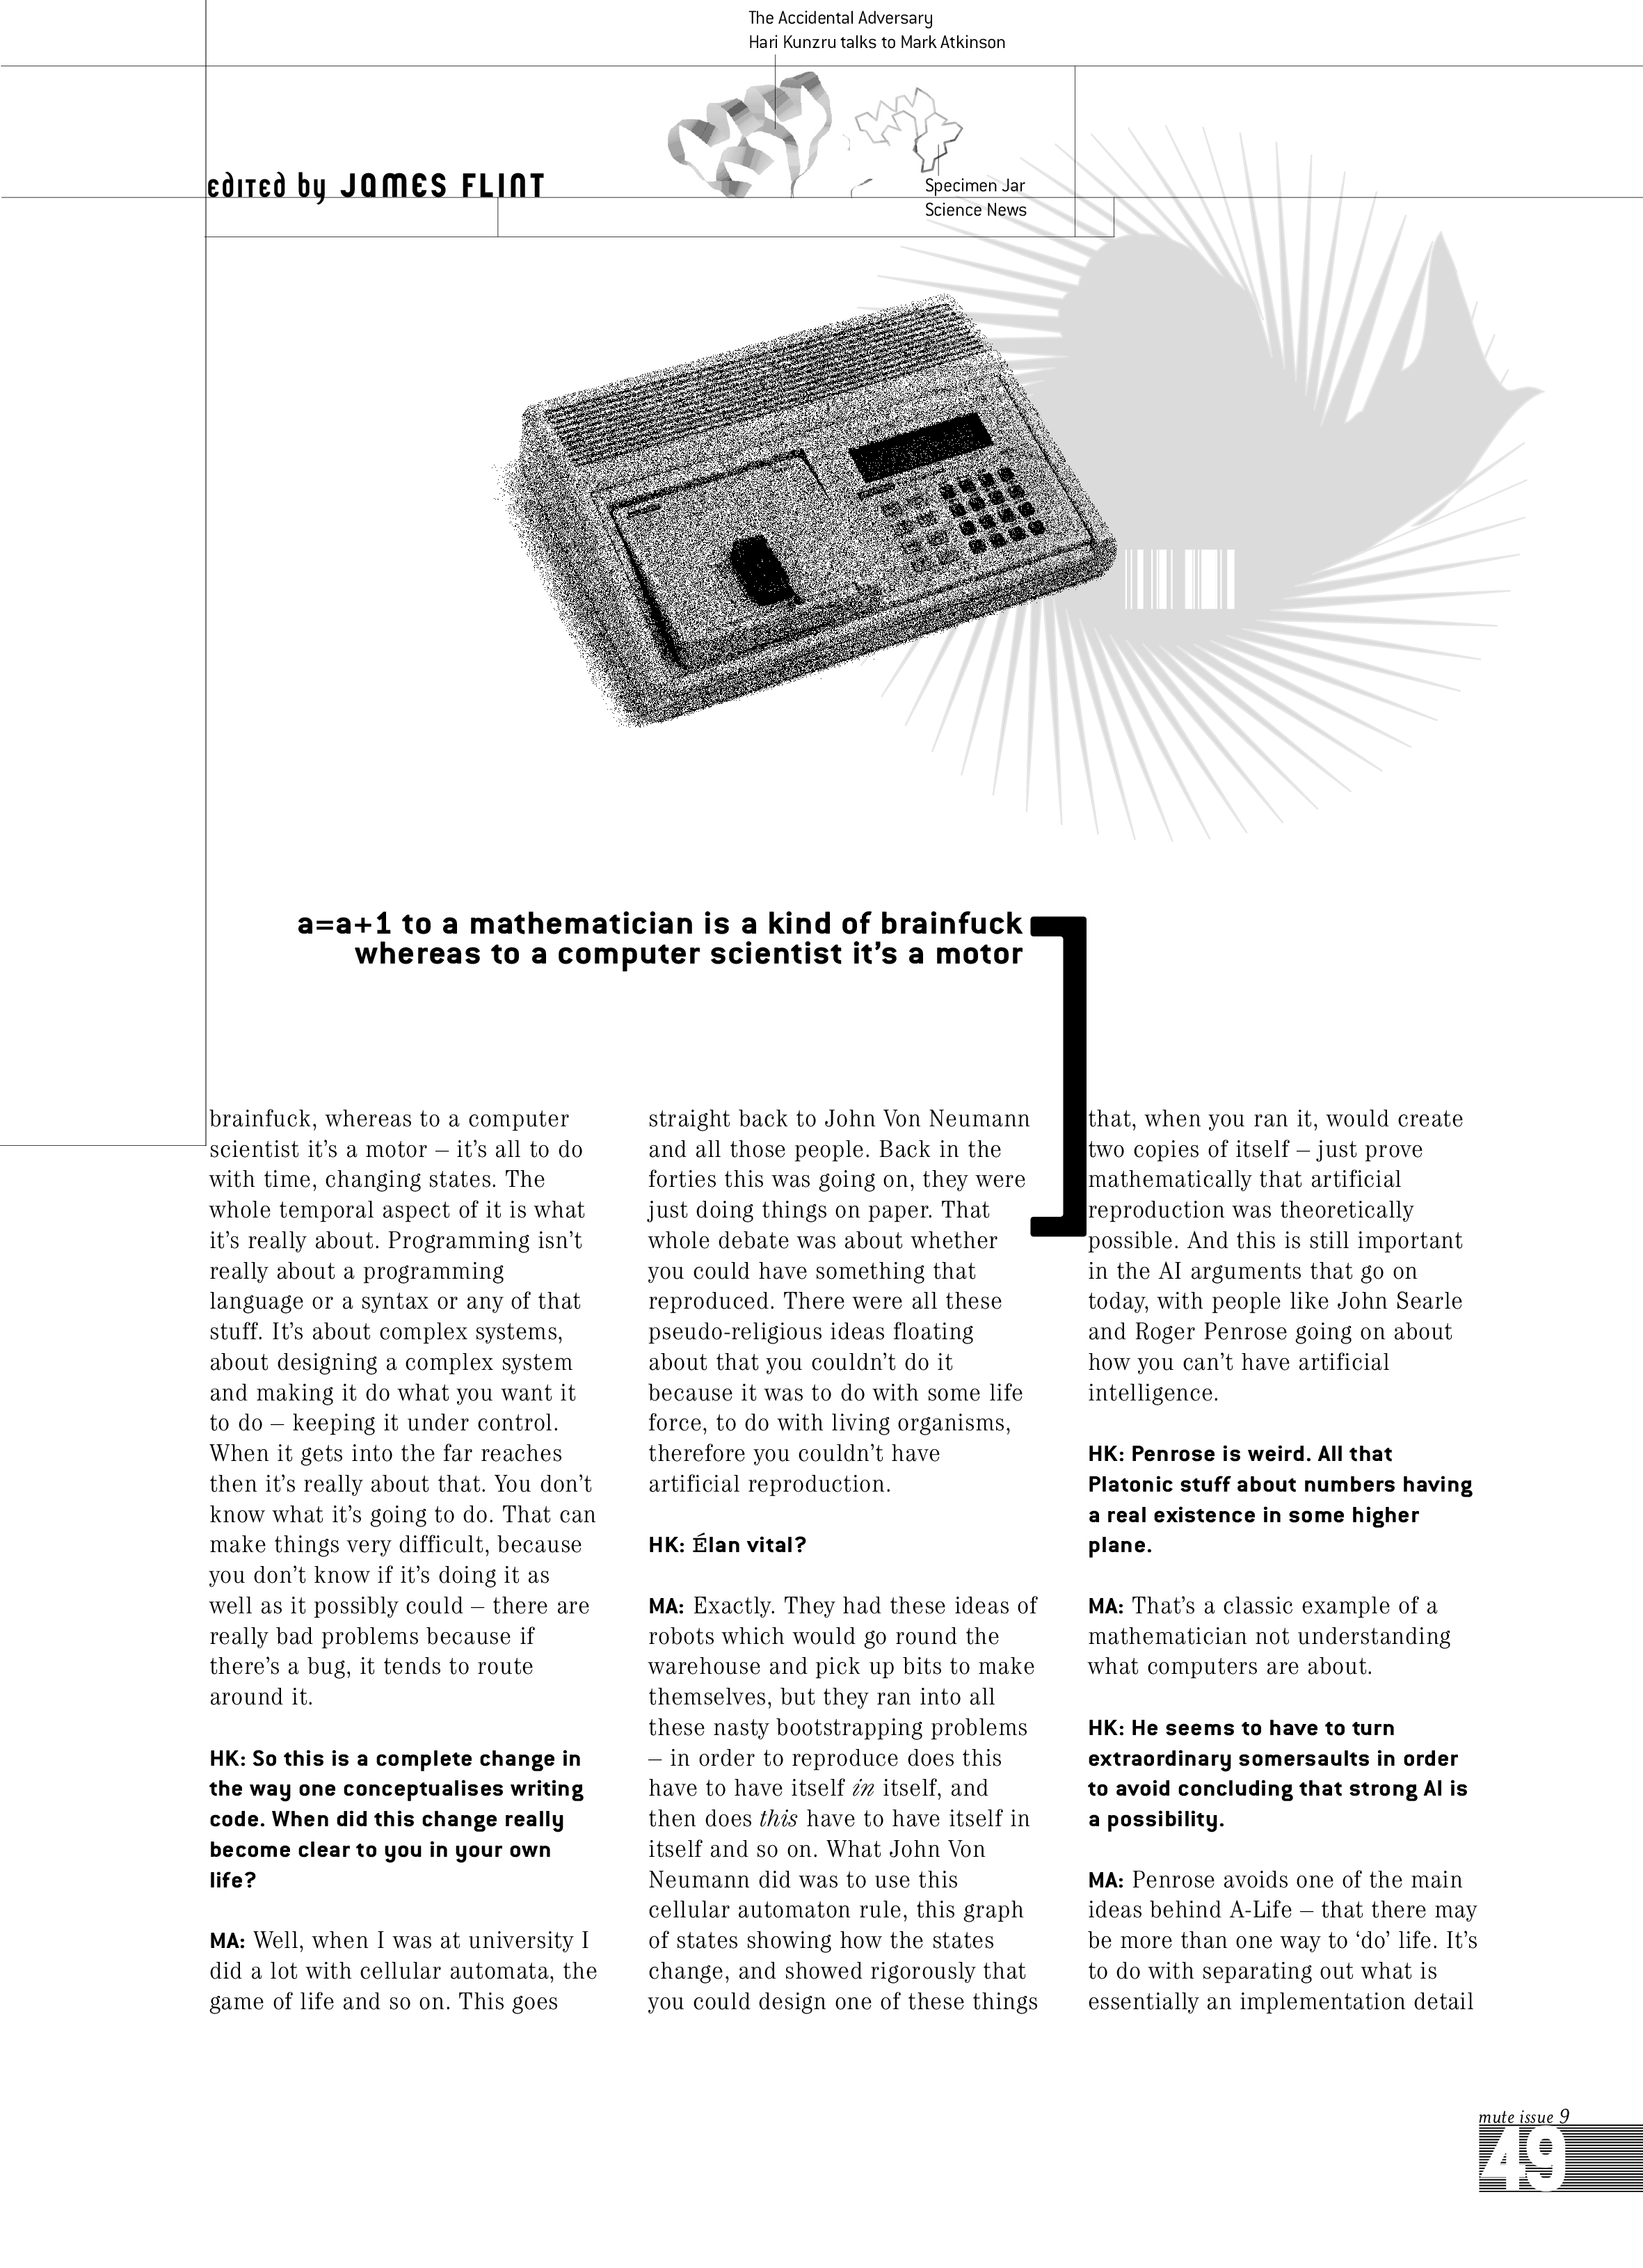 The Accidental Adversary
Hari Kunzru talks to Mark Atkinson
edited by JAMES FLINT
Specimen Jar
Science News
a=a+1 to a mathematician is a kind of brainfuck
whereas to a computer scientist it’s a motor
brainfuck, whereas to a computer
scientist it’s a motor – it’s all to do
with time, changing states. The
whole temporal aspect of it is what
it’s really about. Programming isn’t
really about a programming
language or a syntax or any of that
stuff. It’s about complex systems,
about designing a complex system
and making it do what you want it
to do – keeping it under control.
When it gets into the far reaches
then it’s really about that. You don’t
know what it’s going to do. That can
make things very difficult, because
you don’t know if it’s doing it as
well as it possibly could – there are
really bad problems because if
there’s a bug, it tends to route
around it.
HK: So this is a complete change in
the way one conceptualises writing
code. When did this change really
become clear to you in your own
life?
MA: Well, when I was at university I
did a lot with cellular automata, the
game of life and so on. This goes
straight back to John Von Neumann
and all those people. Back in the
forties this was going on, they were
just doing things on paper. That
whole debate was about whether
you could have something that
reproduced. There were all these
pseudo-religious ideas floating
about that you couldn’t do it
because it was to do with some life
force, to do with living organisms,
therefore you couldn’t have
artificial reproduction.
HK: Élan vital?
MA: Exactly. They had these ideas of
robots which would go round the
warehouse and pick up bits to make
themselves, but they ran into all
these nasty bootstrapping problems
– in order to reproduce does this
have to have itself in itself, and
then does this have to have itself in
itself and so on. What John Von
Neumann did was to use this
cellular automaton rule, this graph
of states showing how the states
change, and showed rigorously that
you could design one of these things
that, when you ran it, would create
two copies of itself – just prove
mathematically that artificial
reproduction was theoretically
possible. And this is still important
in the AI arguments that go on
today, with people like John Searle
and Roger Penrose going on about
how you can’t have artificial
intelligence.
HK: Penrose is weird. All that
Platonic stuff about numbers having
a real existence in some higher
plane.
MA: That’s a classic example of a
mathematician not understanding
what computers are about.
HK: He seems to have to turn
extraordinary somersaults in order
to avoid concluding that strong AI is
a possibility.
MA: Penrose avoids one of the main
ideas behind A-Life – that there may
be more than one way to ‘do’ life. It’s
to do with separating out what is
essentially an implementation detail
mute issue 9
49